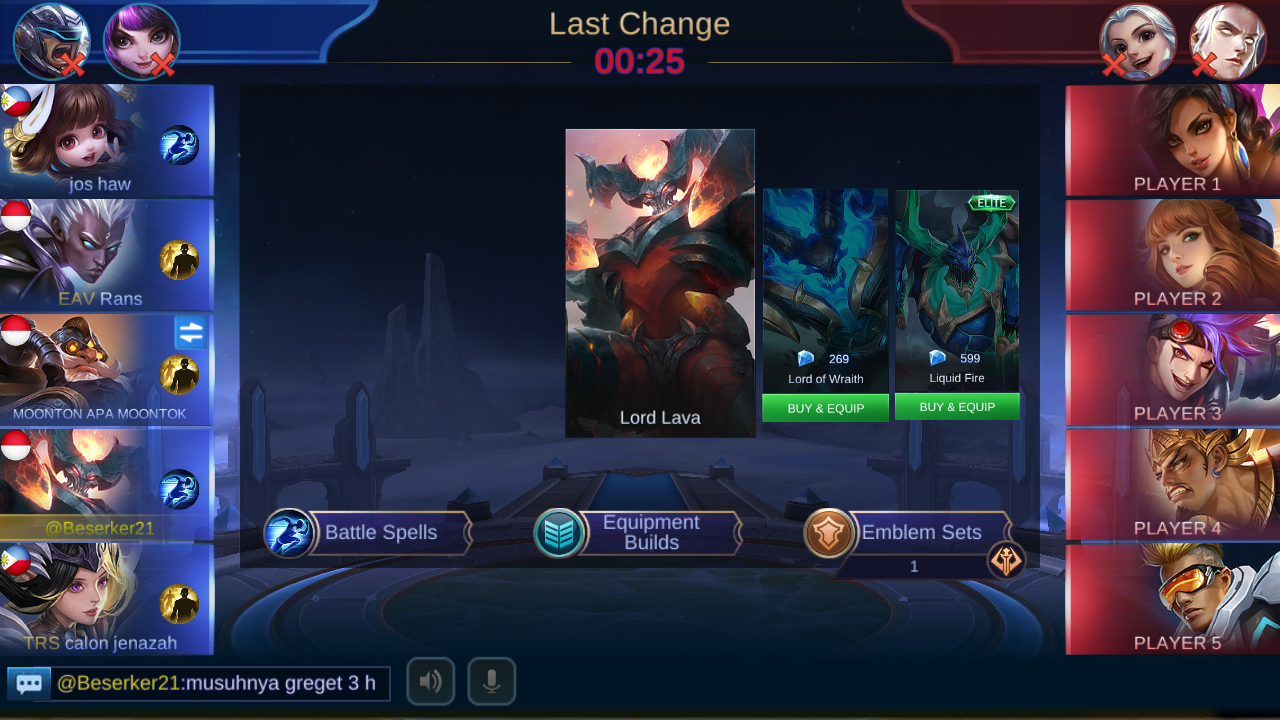 Last Change
00:25
jos haw
EAV Rans
MOONTON APA MOONTOK
@Beserker21
TRS calon jenazah
Lord Lava
269
Lord of Wraith
BUY & EQUIP
ELITE
599
Liquid Fire
BUY & EQUIP
Battle Spells
Equipment
Builds
Emblem Sets
1
PLAYER 1
PLAYER 2
PLAYER 3
PLAYER 4
PLAYER 5
@Beserker21:musuhnya greget 3 h